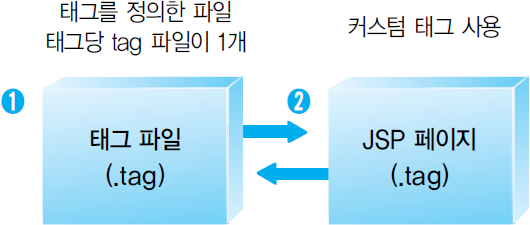 태그를 정의한 파일
태그당 tag 파일이 1개
커스텀 태그 사용
1
태그 파일
(.tag)
2
JSP 페이지
(.tag)